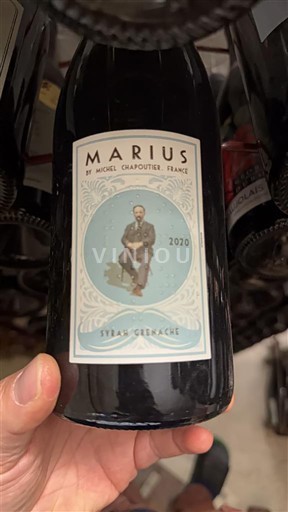 MARIUS
BY MICHEL CHAPOUTIER. FRANCE
2020
VINIOU
SYRAH GRENACHE